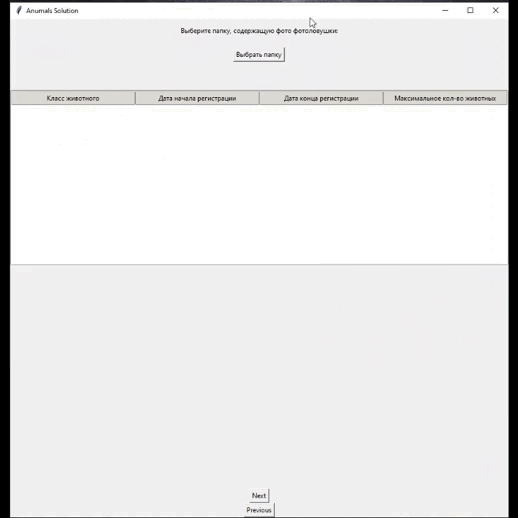 Anumals Solution
Выберите папку, содержащую фото фотоловушки:
Выбрать папку
Класс животного Дата начала регистрации Дата конца регистрации Максимальное кол-во животных
Next
Previous